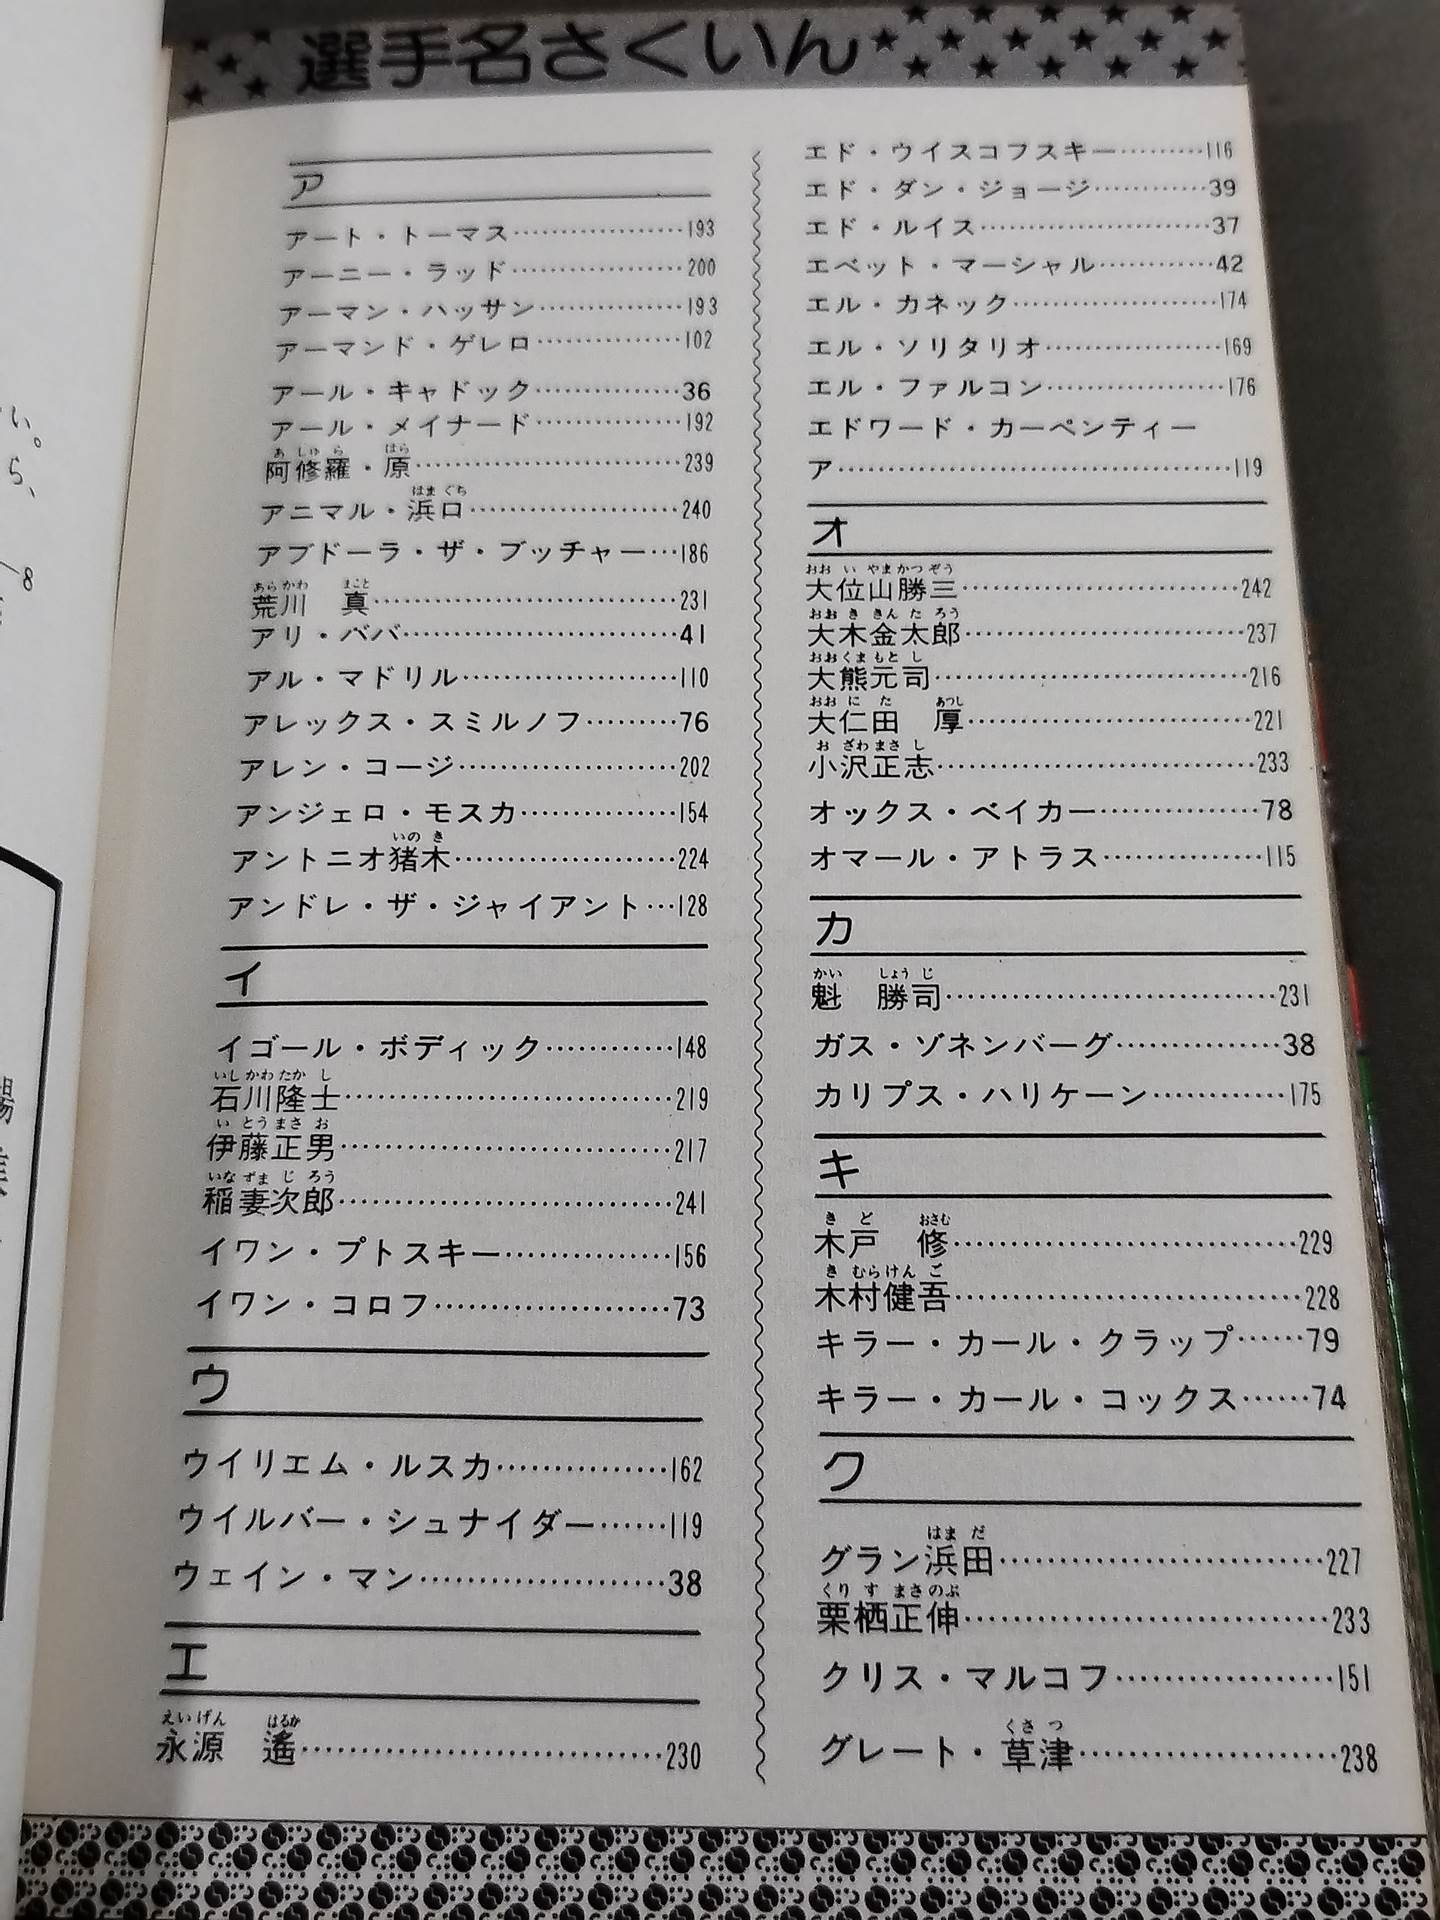 選手名さくいん
ア
アート・トーマス………………193
アーニー・ラッド………………200
アーマン・ハッサン……………193
アーマンド・ゲレロ……………102
アール・キャドック……………36
アール・メイナード……………192
阿修羅・原………………………239
アニマル・浜口…………………240
アブドーラ・ザ・ブッチャー…186
荒川　真…………………………231
アリ・ババ………………………41
アル・マドリル…………………110
アレックス・スミルノフ………76
アレン・コージ…………………202
アンジェロ・モスカ……………154
アントニオ猪木…………………224
アンドレ・ザ・ジャイアント…128
イ
イゴール・ボディック…………148
石川隆士…………………………219
伊藤正男…………………………217
稲妻次郎…………………………241
イワン・プトスキー……………156
イワン・コロフ…………………73
ウ
ウイリエム・ルスカ……………162
ウイルバー・シュナイダー……119
ウェイン・マン…………………38
エ
永源　遙…………………………230
エド・ウイスコフスキー………116
エド・ダン・ジョージ…………39
エド・ルイス……………………37
エベット・マーシャル…………42
エル・カネック…………………174
エル・ソリタリオ………………169
エル・ファルコン………………176
エドワード・カーペンティー
ア…………………………………119
オ
大位山勝三………………………242
大木金太郎………………………237
大熊元司…………………………216
大仁田　厚………………………221
小沢正志…………………………233
オックス・ベイカー……………78
オマール・アトラス……………115
カ
魁　勝司…………………………231
ガス・ゾネンバーグ……………38
カリプス・ハリケーン…………175
キ
木戸　修…………………………229
木村健吾…………………………228
キラー・カール・クラップ……79
キラー・カール・コックス……74
ク
グラン浜田………………………227
栗栖正伸…………………………233
クリス・マルコフ………………151
グレート・草津…………………238